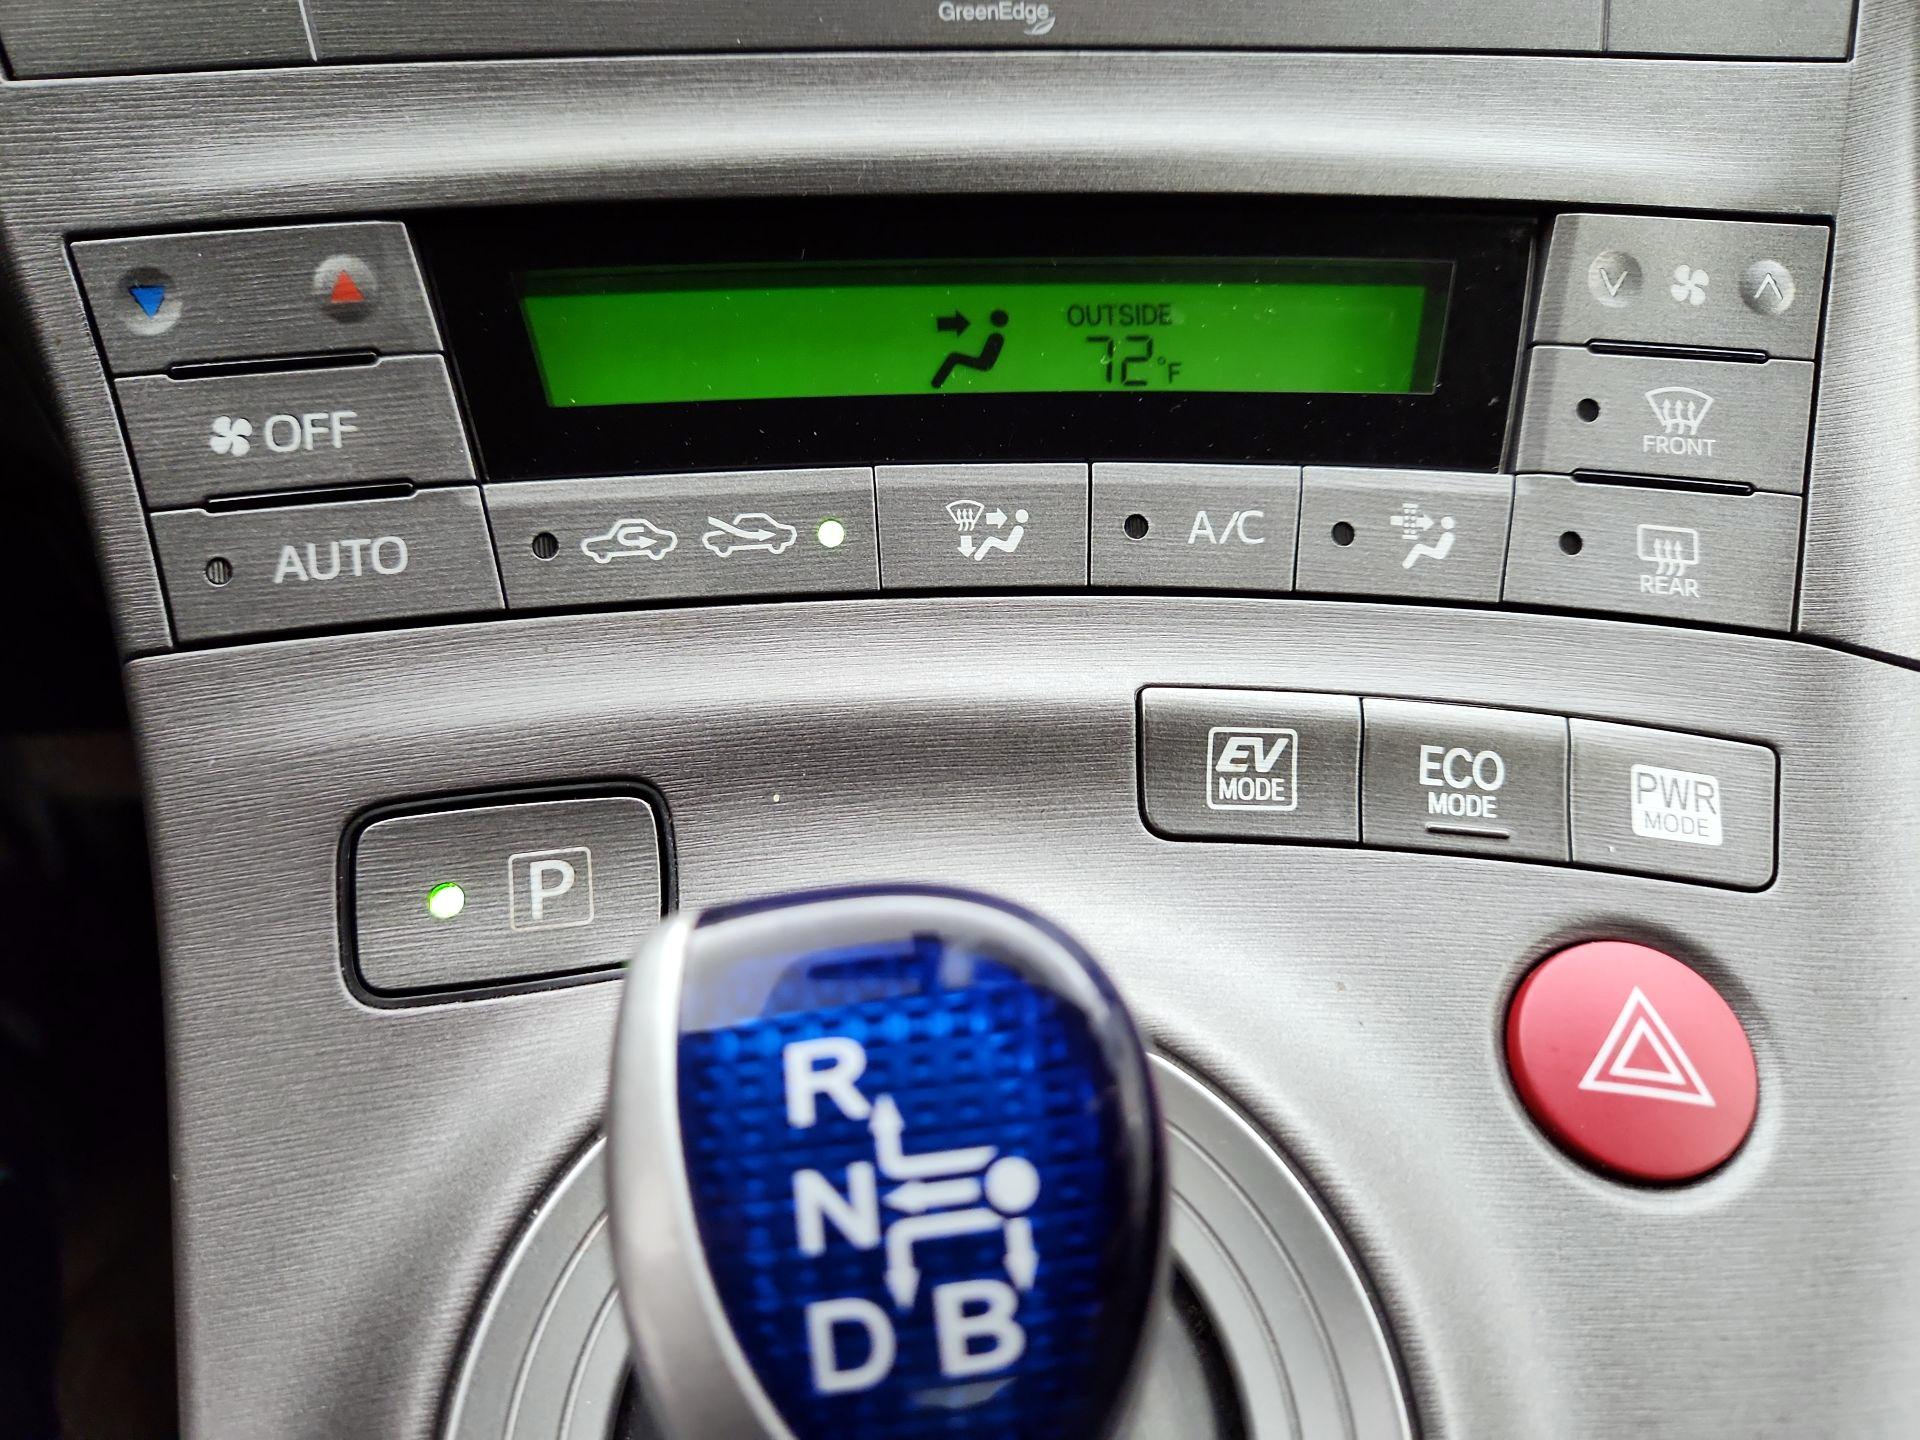 GreenEdge
OUTSIDE
72°F
OFF
FRONT
AUTO
A/C
REAR
EV
MODE
ECO
MODE
PWR
MODE
P
R
N
D B